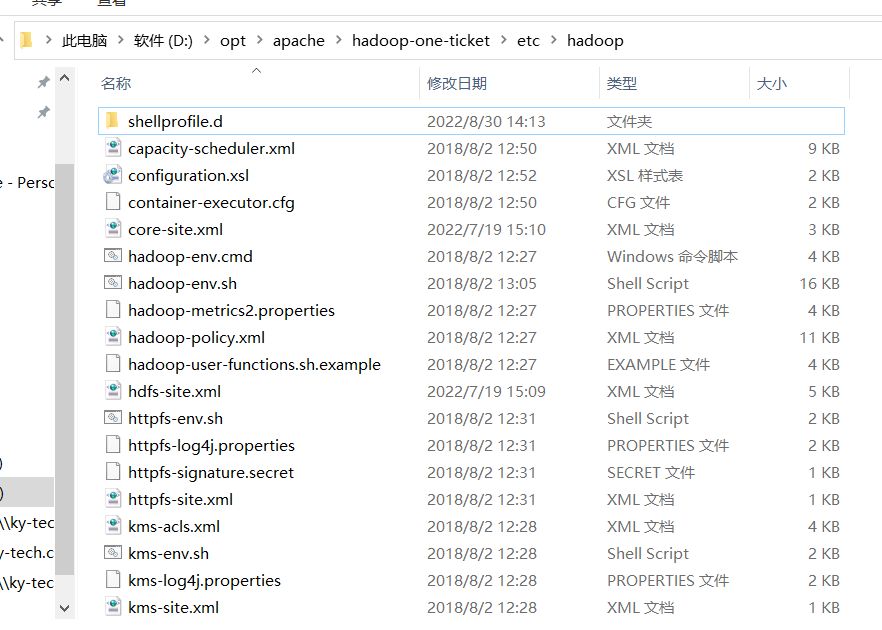 共享 查看
此电脑 > 软件 (D:) > opt > apache > hadoop-one-ticket > etc > hadoop
名称 修改日期 类型 大小
shellprofile.d 2022/8/30 14:13 文件夹
capacity-scheduler.xml 2018/8/2 12:50 XML 文档 9 KB
configuration.xsl 2018/8/2 12:52 XSL 样式表 2 KB
e - Persc
container-executor.cfg 2018/8/2 12:50 CFG 文件 2 KB
core-site.xml 2022/7/19 15:10 XML 文档 3 KB
hadoop-env.cmd 2018/8/2 12:27 Windows 命令脚本 4 KB
hadoop-env.sh 2018/8/2 13:05 Shell Script 16 KB
hadoop-metrics2.properties 2018/8/2 12:27 PROPERTIES 文件 4 KB
hadoop-policy.xml 2018/8/2 12:27 XML 文档 11 KB
hadoop-user-functions.sh.example 2018/8/2 12:27 EXAMPLE 文件 4 KB
hdfs-site.xml 2022/7/19 15:09 XML 文档 5 KB
httpfs-env.sh 2018/8/2 12:31 Shell Script 2 KB
httpfs-log4j.properties 2018/8/2 12:31 PROPERTIES 文件 2 KB
)
httpfs-signature.secret 2018/8/2 12:31 SECRET 文件 1 KB
)
httpfs-site.xml 2018/8/2 12:31 XML 文档 1 KB
\\ky-tec
kms-acls.xml 2018/8/2 12:28 XML 文档 4 KB
y-tech.c
kms-env.sh 2018/8/2 12:28 Shell Script 2 KB
\\ky-tec
kms-log4j.properties 2018/8/2 12:28 PROPERTIES 文件 2 KB
kms-site.xml 2018/8/2 12:28 XML 文档 1 KB